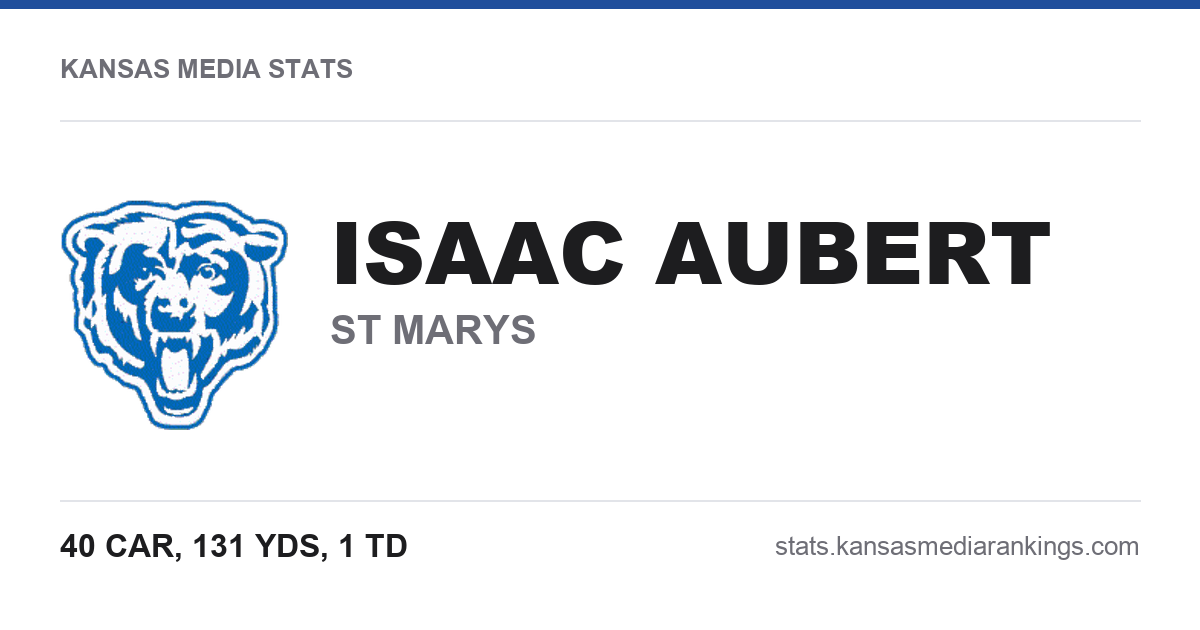 KANSAS MEDIA STATS
ISAAC AUBERT
ST MARYS
40 CAR, 131 YDS, 1 TD
stats.kansasmediarankings.com